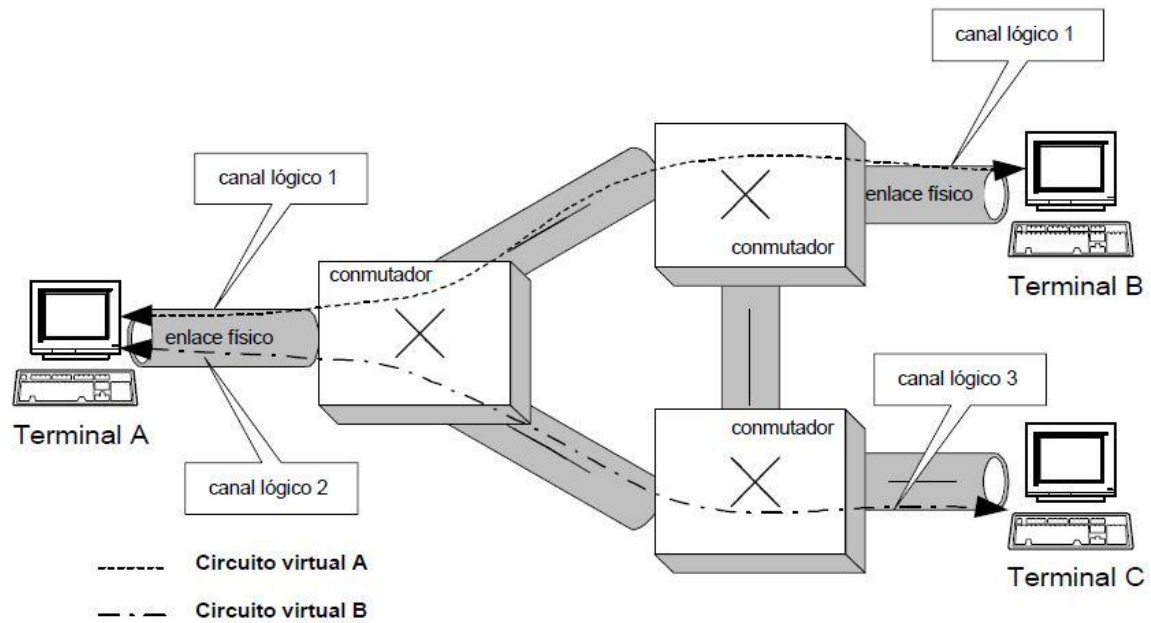 canal lógico 1
canal lógico 1
enlace físico
conmutador
Terminal B
conmutador
enlace físico
Terminal A
canal lógico 3
conmutador
canal lógico 2
Terminal C
Circuito virtual A
Circuito virtual B